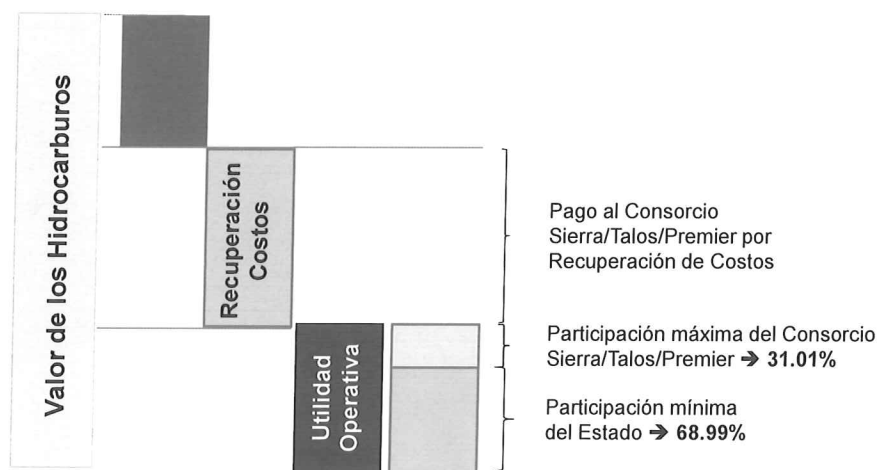 Valor de los Hidrocarburos
Recuperación
Costos
Pago al Consorcio
Sierra/Talos/Premier por
Recuperación de Costos
Utilidad
Operativa
Participación máxima del Consorcio
Sierra/Talos/Premier → 31.01%
Participación mínima
del Estado → 68.99%